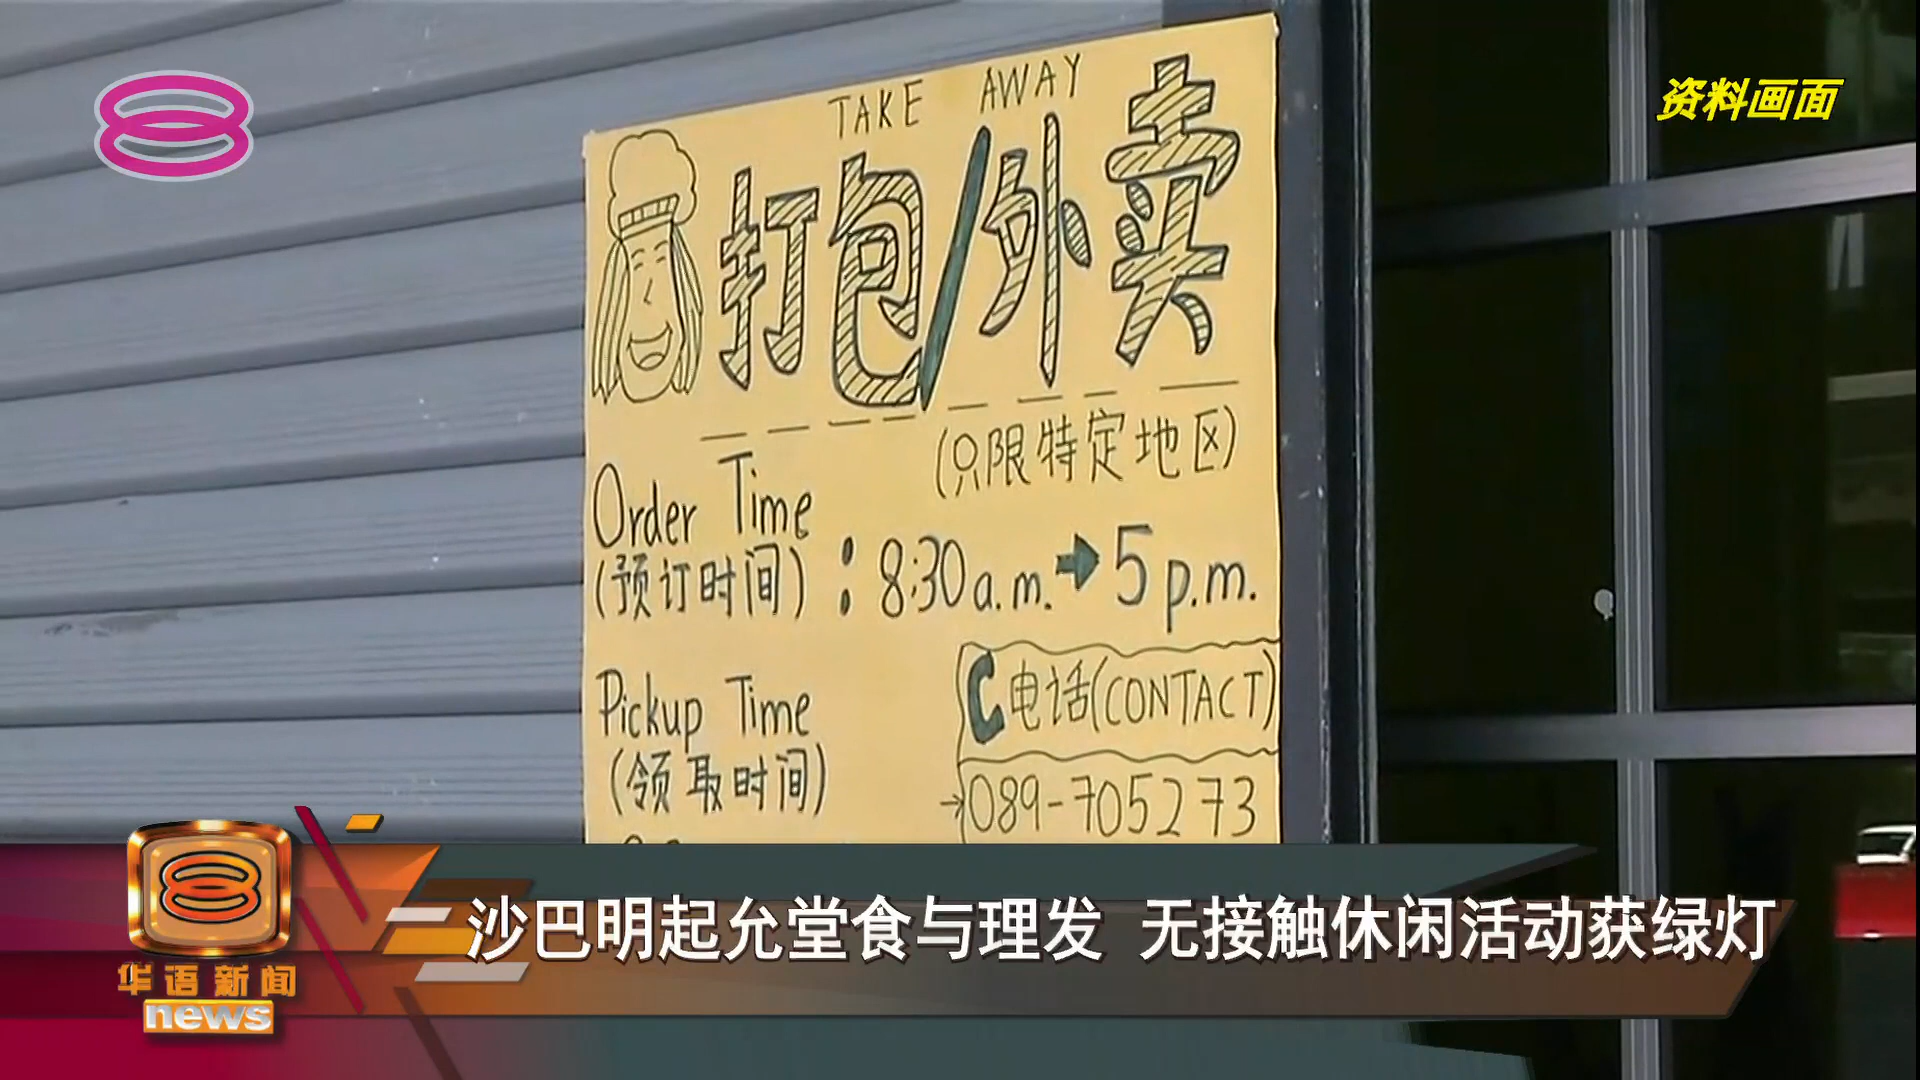 资料画面
TAKE AWAY
打包/外卖
(只限特定地区)
Order Time
(预订时间) : 8:30 a.m. → 5 p.m.
Pickup Time
(领取时间)
电话(CONTACT)
→089-705273
沙巴明起允堂食与理发 无接触休闲活动获绿灯
华语新闻
news